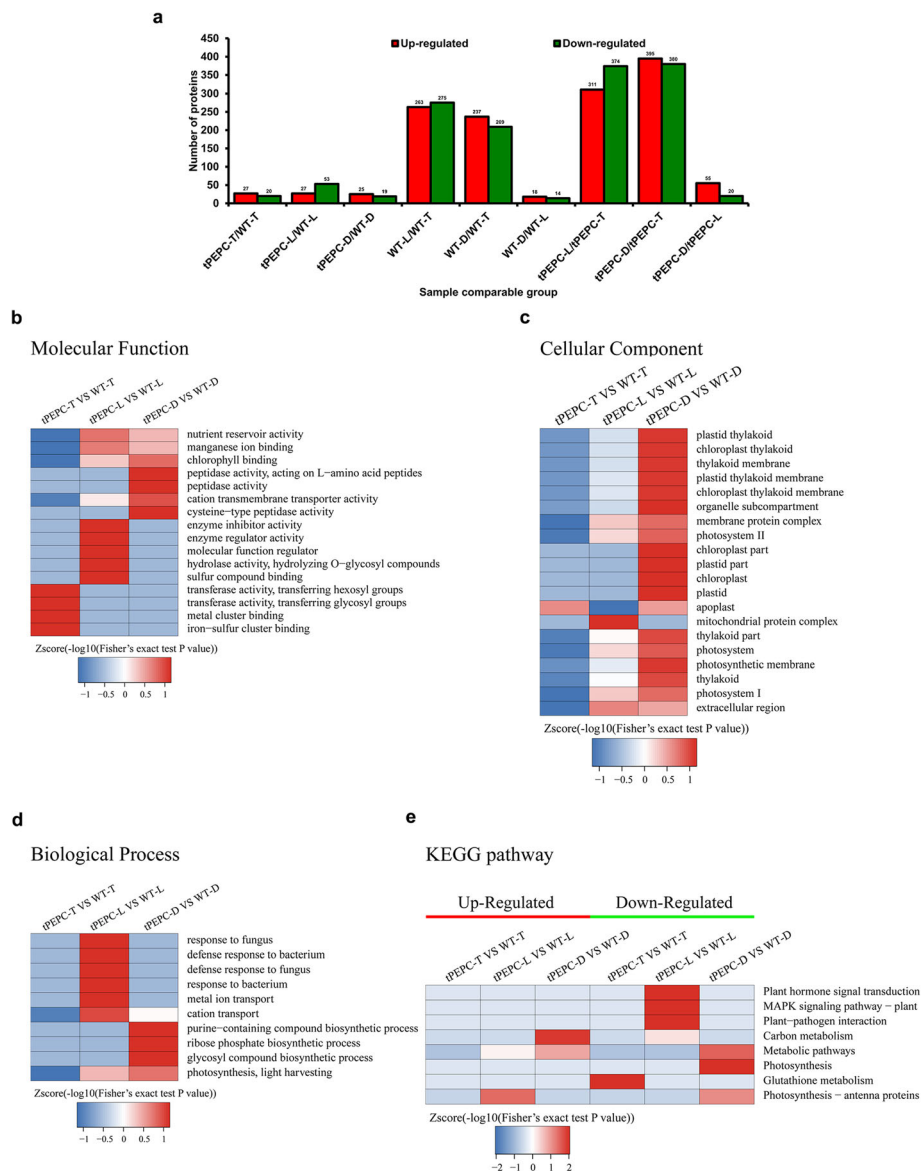 a
Up-regulated
Down-regulated
Number of proteins
450
400
350
300
250
200
150
100
50
0
27 20 27 53 25 19 263 275 237 209 18 14 311 374 395 380 55 20
tPEPC-T/WT-T
tPEPC-L/WT-L
tPEPC-D/WT-D
WT-L/WT-T
WT-D/WT-T
WT-D/WT-L
tPEPC-L/tPEPC-T
tPEPC-D/tPEPC-T
tPEPC-D/tPEPC-L
Sample comparable group
b
Molecular Function
tPEPC-T VS WT-T
tPEPC-L VS WT-L
tPEPC-D VS WT-D
nutrient reservoir activity
manganese ion binding
chlorophyll binding
peptidase activity, acting on L−amino acid peptides
peptidase activity
cation transmembrane transporter activity
cysteine−type peptidase activity
enzyme inhibitor activity
enzyme regulator activity
molecular function regulator
hydrolase activity, hydrolyzing O−glycosyl compounds
sulfur compound binding
transferase activity, transferring hexosyl groups
transferase activity, transferring glycosyl groups
metal cluster binding
iron−sulfur cluster binding
Zscore(-log10(Fisher's exact test P value))
−1 −0.5 0 0.5 1
c
Cellular Component
tPEPC-T VS WT-T
tPEPC-L VS WT-L
tPEPC-D VS WT-D
plastid thylakoid
chloroplast thylakoid
thylakoid membrane
plastid thylakoid membrane
chloroplast thylakoid membrane
organelle subcompartment
membrane protein complex
photosystem II
chloroplast part
plastid part
chloroplast
plastid
apoplast
mitochondrial protein complex
thylakoid part
photosystem
photosynthetic membrane
thylakoid
photosystem I
extracellular region
Zscore(-log10(Fisher's exact test P value))
−1 −0.5 0 0.5 1
d
Biological Process
tPEPC-T VS WT-T
tPEPC-L VS WT-L
tPEPC-D VS WT-D
response to fungus
defense response to bacterium
defense response to fungus
response to bacterium
metal ion transport
cation transport
purine−containing compound biosynthetic process
ribose phosphate biosynthetic process
glycosyl compound biosynthetic process
photosynthesis, light harvesting
Zscore(-log10(Fisher's exact test P value))
−1 −0.5 0 0.5 1
e
KEGG pathway
Up-Regulated
Down-Regulated
tPEPC-T VS WT-T
tPEPC-L VS WT-L
tPEPC-D VS WT-D
tPEPC-T VS WT-T
tPEPC-L VS WT-L
tPEPC-D VS WT-D
Plant hormone signal transduction
MAPK signaling pathway − plant
Plant−pathogen interaction
Carbon metabolism
Metabolic pathways
Photosynthesis
Glutathione metabolism
Photosynthesis − antenna proteins
Zscore(-log10(Fisher's exact test P value))
−2 −1 0 1 2